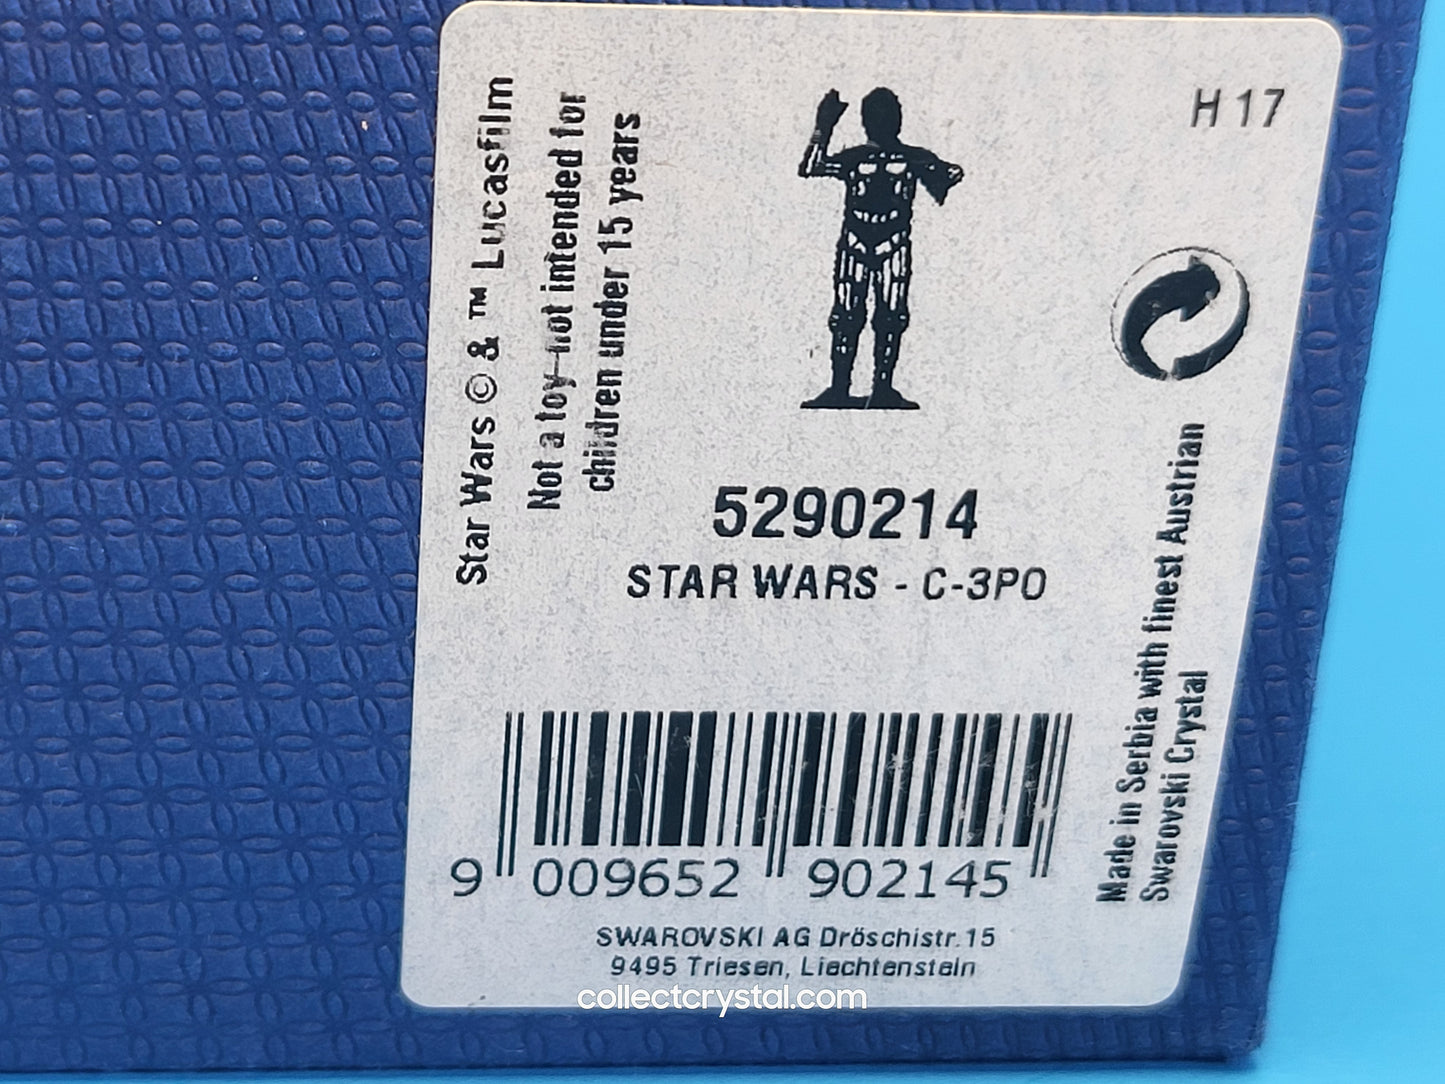 H 17
Star Wars © & ™ Lucasfilm
Not a toy-not intended for
children under 15 years
5290214
STAR WARS - C-3PO
Made in Serbia with finest Austrian
Swarovski Crystal
9 009652 902145
SWAROVSKI AG Dröschistr.15
9495 Triesen, Liechtenstein
collectcrystal.com